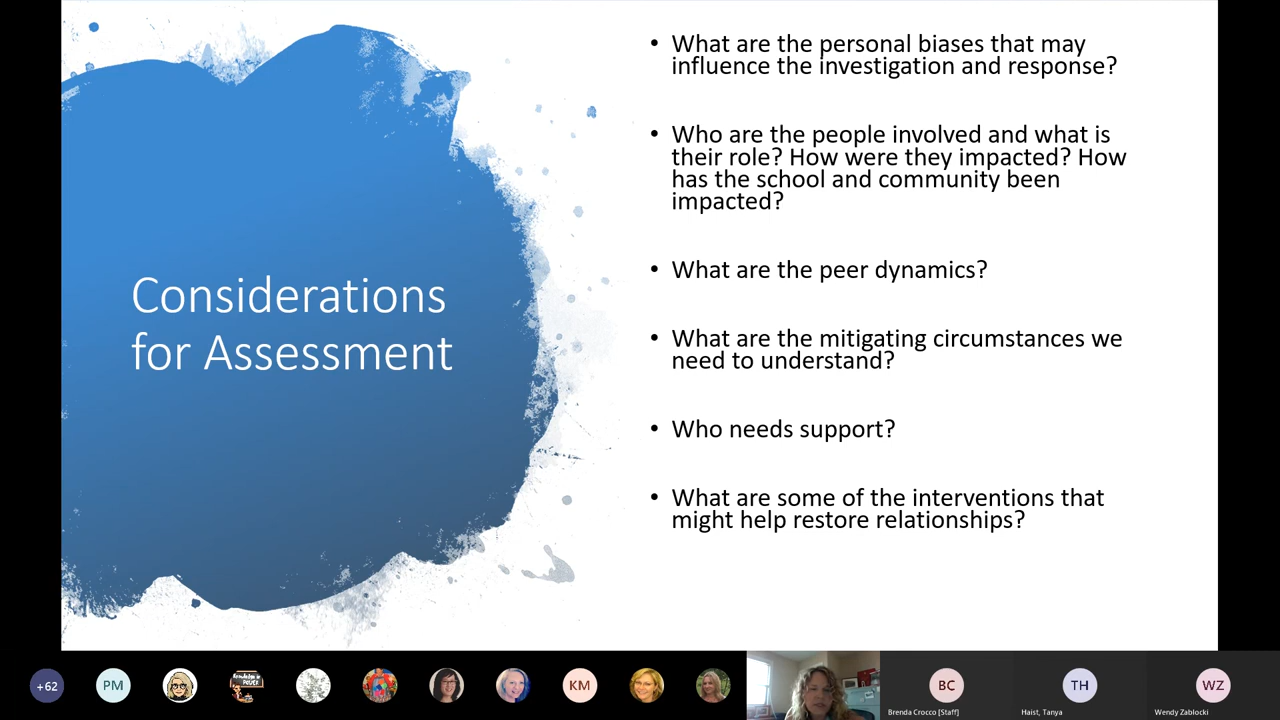 Considerations
for Assessment
• What are the personal biases that may
influence the investigation and response?
• Who are the people involved and what is
their role? How were they impacted? How
has the school and community been
impacted?
• What are the peer dynamics?
• What are the mitigating circumstances we
need to understand?
• Who needs support?
• What are some of the interventions that
might help restore relationships?
+62
PM
Knowledge is
POWER
KM
BC
TH
WZ
Brenda Crocco [Staff]
Haist, Tanya
Wendy Zablocki